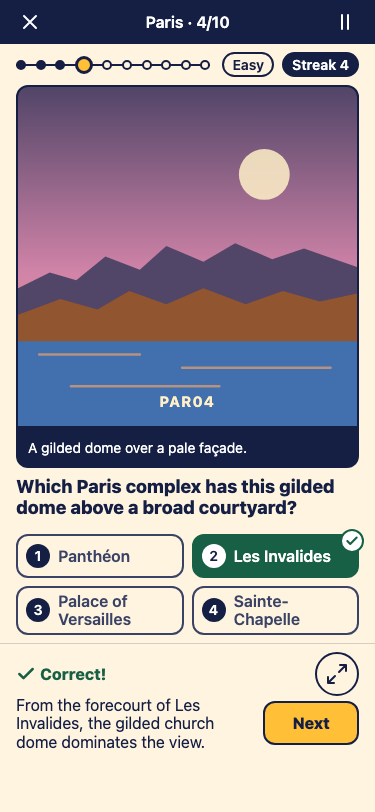 Paris · 4/10
Easy
Streak 4
PAR04
A gilded dome over a pale façade.
Which Paris complex has this gilded
dome above a broad courtyard?
1 Panthéon
2 Les Invalides
3 Palace of
Versailles
4 Sainte-
Chapelle
Correct!
From the forecourt of Les
Invalides, the gilded church
dome dominates the view.
Next